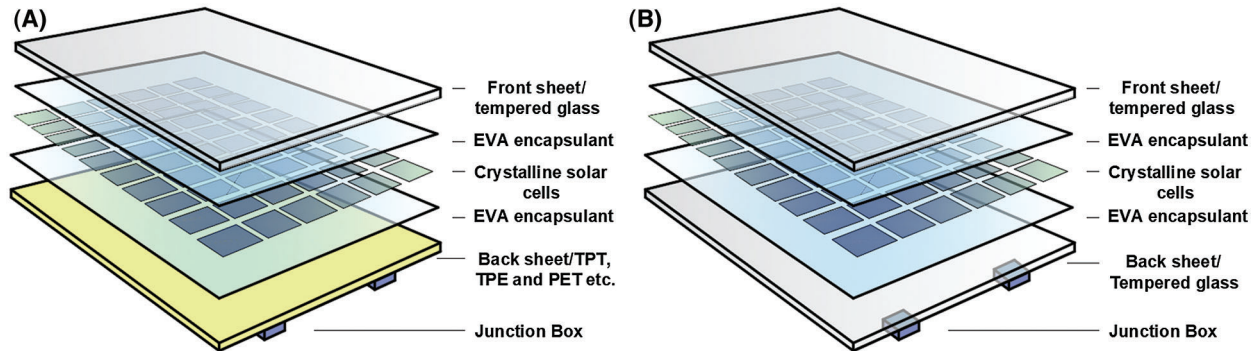 (A)
Front sheet/
tempered glass
EVA encapsulant
Crystalline solar
cells
EVA encapsulant
Back sheet/TPT,
TPE and PET etc.
Junction Box
(B)
Front sheet/
tempered glass
EVA encapsulant
Crystalline solar
cells
EVA encapsulant
Back sheet/
Tempered glass
Junction Box